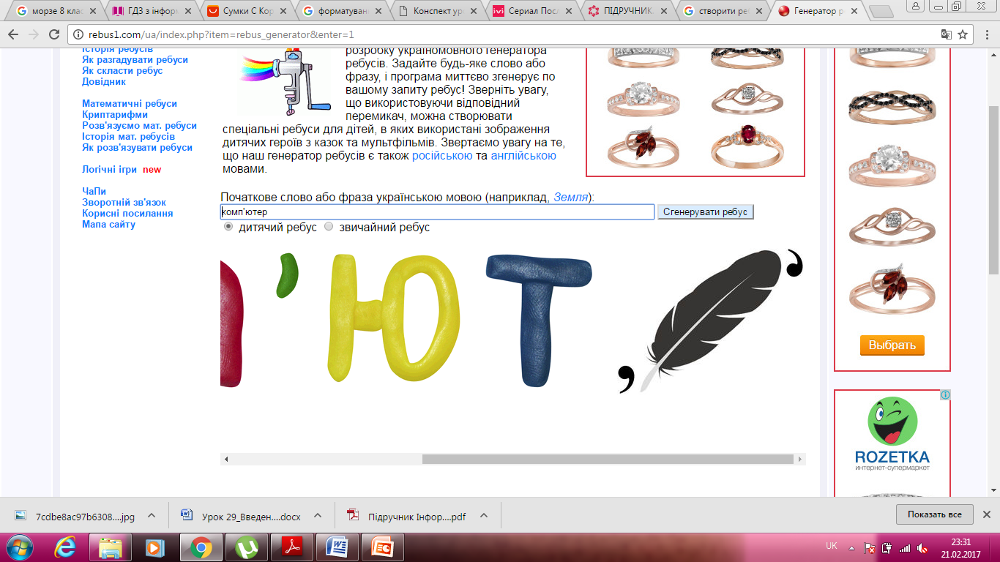 морзе 8 клас
ГДЗ з інформ
Сумки С Кор
форматуван
Конспект ур
Сериал Посл
ПІДРУЧНИК
створити ре
Генератор р
rebus1.com/ua/index.php?item=rebus_generator&enter=1
Історія ребусів
Як разгадувати ребуси
Як скласти ребус
Довідник
Математичні ребуси
Криптарифми
Розв'язуємо мат. ребуси
Історія мат. ребусів
Як розв'язувати ребуси
Логічні ігри new
ЧаПи
Зворотній зв'язок
Корисні посилання
Мапа сайту
розробку україномовного генератора
ребусів. Задайте будь-яке слово або
фразу, і програма миттєво згенерує по
вашому запиту ребус! Зверніть увагу,
що використовуючи відповідний
перемикач, можна створювати
спеціальні ребуси для дітей, в яких використані зображення
дитячих героїв з казок та мультфільмів. Звертаємо увагу на те,
що наш генератор ребусів є також російською та англійською
мовами.
Початкове слово або фраза українською мовою (наприклад, Земля):
комп'ютер
Сгенерувати ребус
дитячий ребус звичайний ребус
'ЮТ , ,
Выбрать
ROZETKA
интернет-супермаркет
7cdbe8ac97b6308....jpg
Урок 29_Введен....docx
Підручник Інфор....pdf
Показать все
UK
23:31
21.02.2017